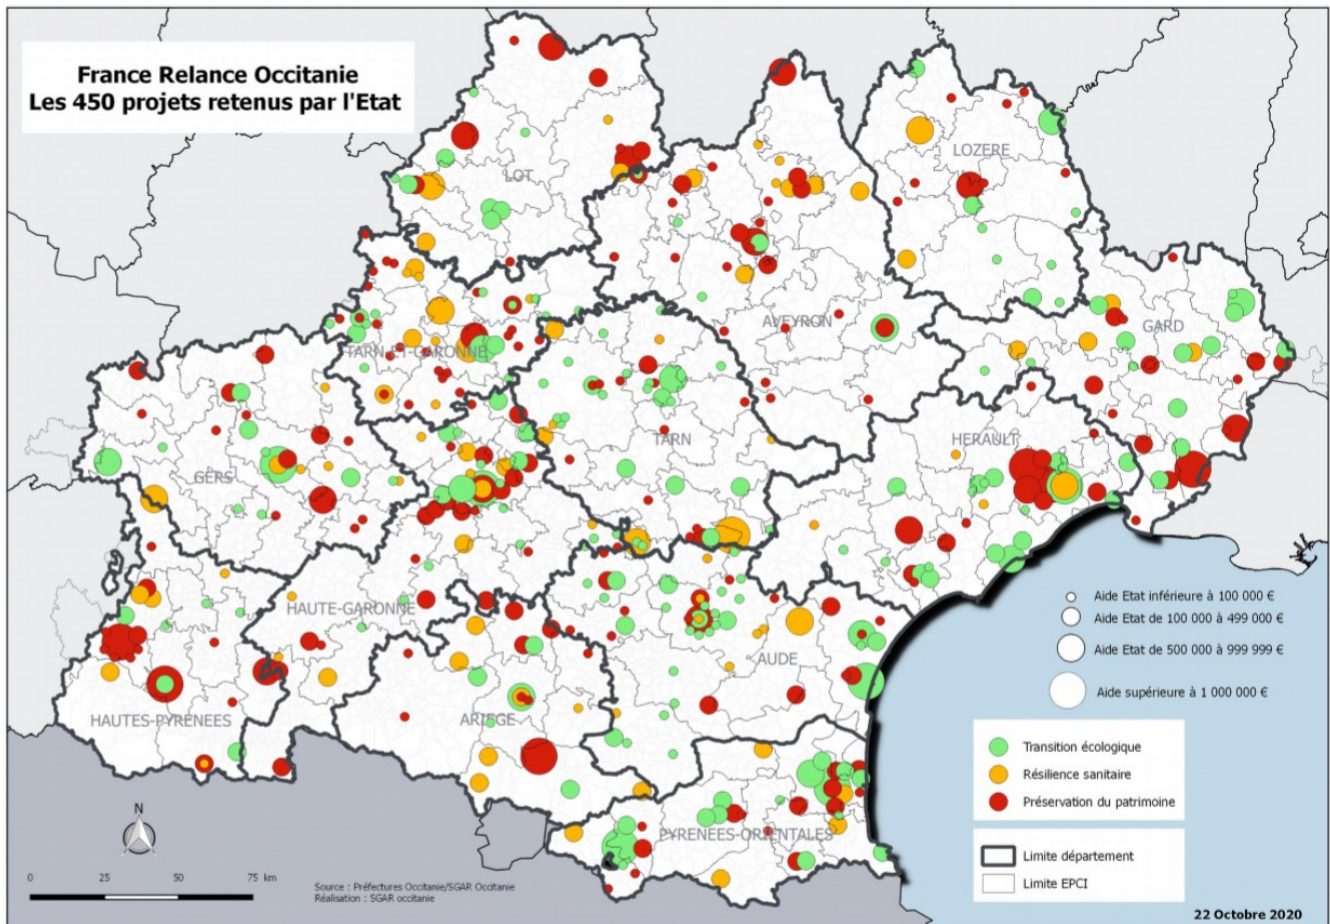 France Relance Occitanie
Les 450 projets retenus par l'Etat
LOT
LOZERE
AVEYRON
GARD
TARN-ET-GARONNE
TARN
HERAULT
GERS
HAUTE-GARONNE
AUDE
HAUTES-PYRENEES
ARIEGE
PYRENEES-ORIENTALES
Aide Etat inférieure à 100 000 €
Aide Etat de 100 000 à 499 000 €
Aide Etat de 500 000 à 999 999 €
Aide supérieure à 1 000 000 €
Transition écologique
Résilience sanitaire
Préservation du patrimoine
Limite département
Limite EPCI
N
0 25 50 75 km
Source : Préfectures Occitanie/SGAR Occitanie
Réalisation : SGAR occitanie
22 Octobre 2020